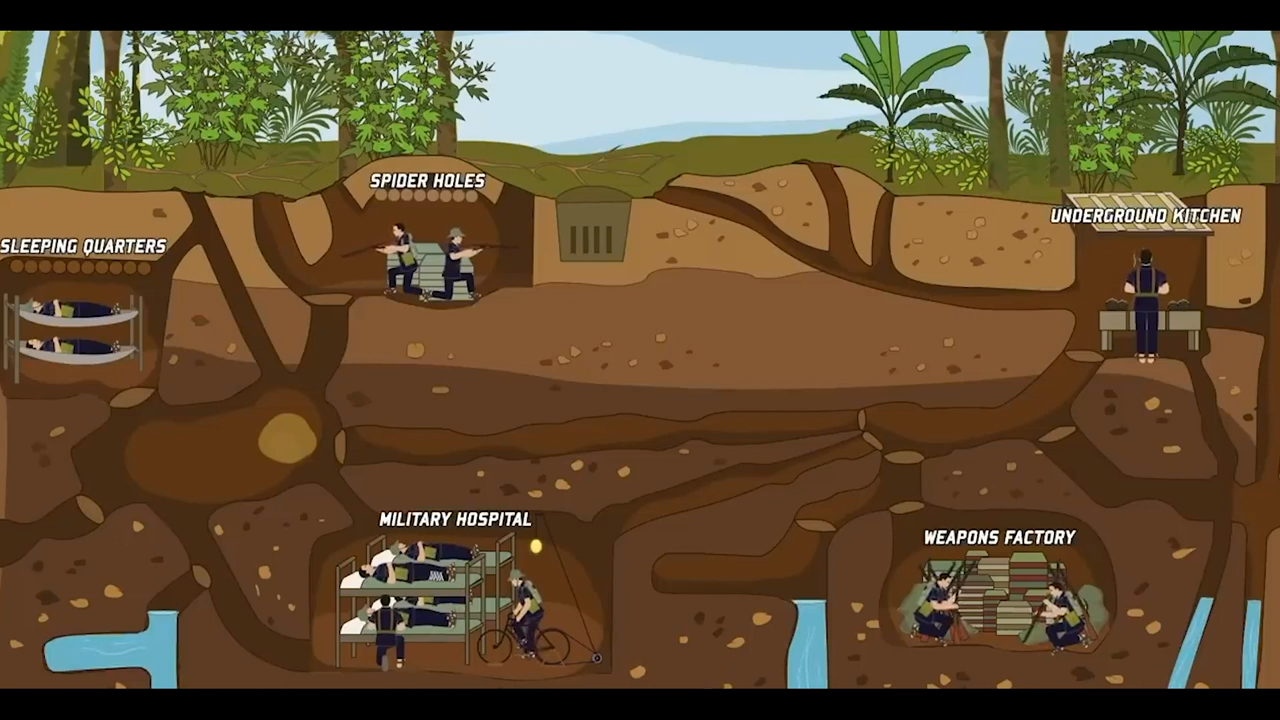 SPIDER HOLES
UNDERGROUND KITCHEN
SLEEPING QUARTERS
MILITARY HOSPITAL
WEAPONS FACTORY